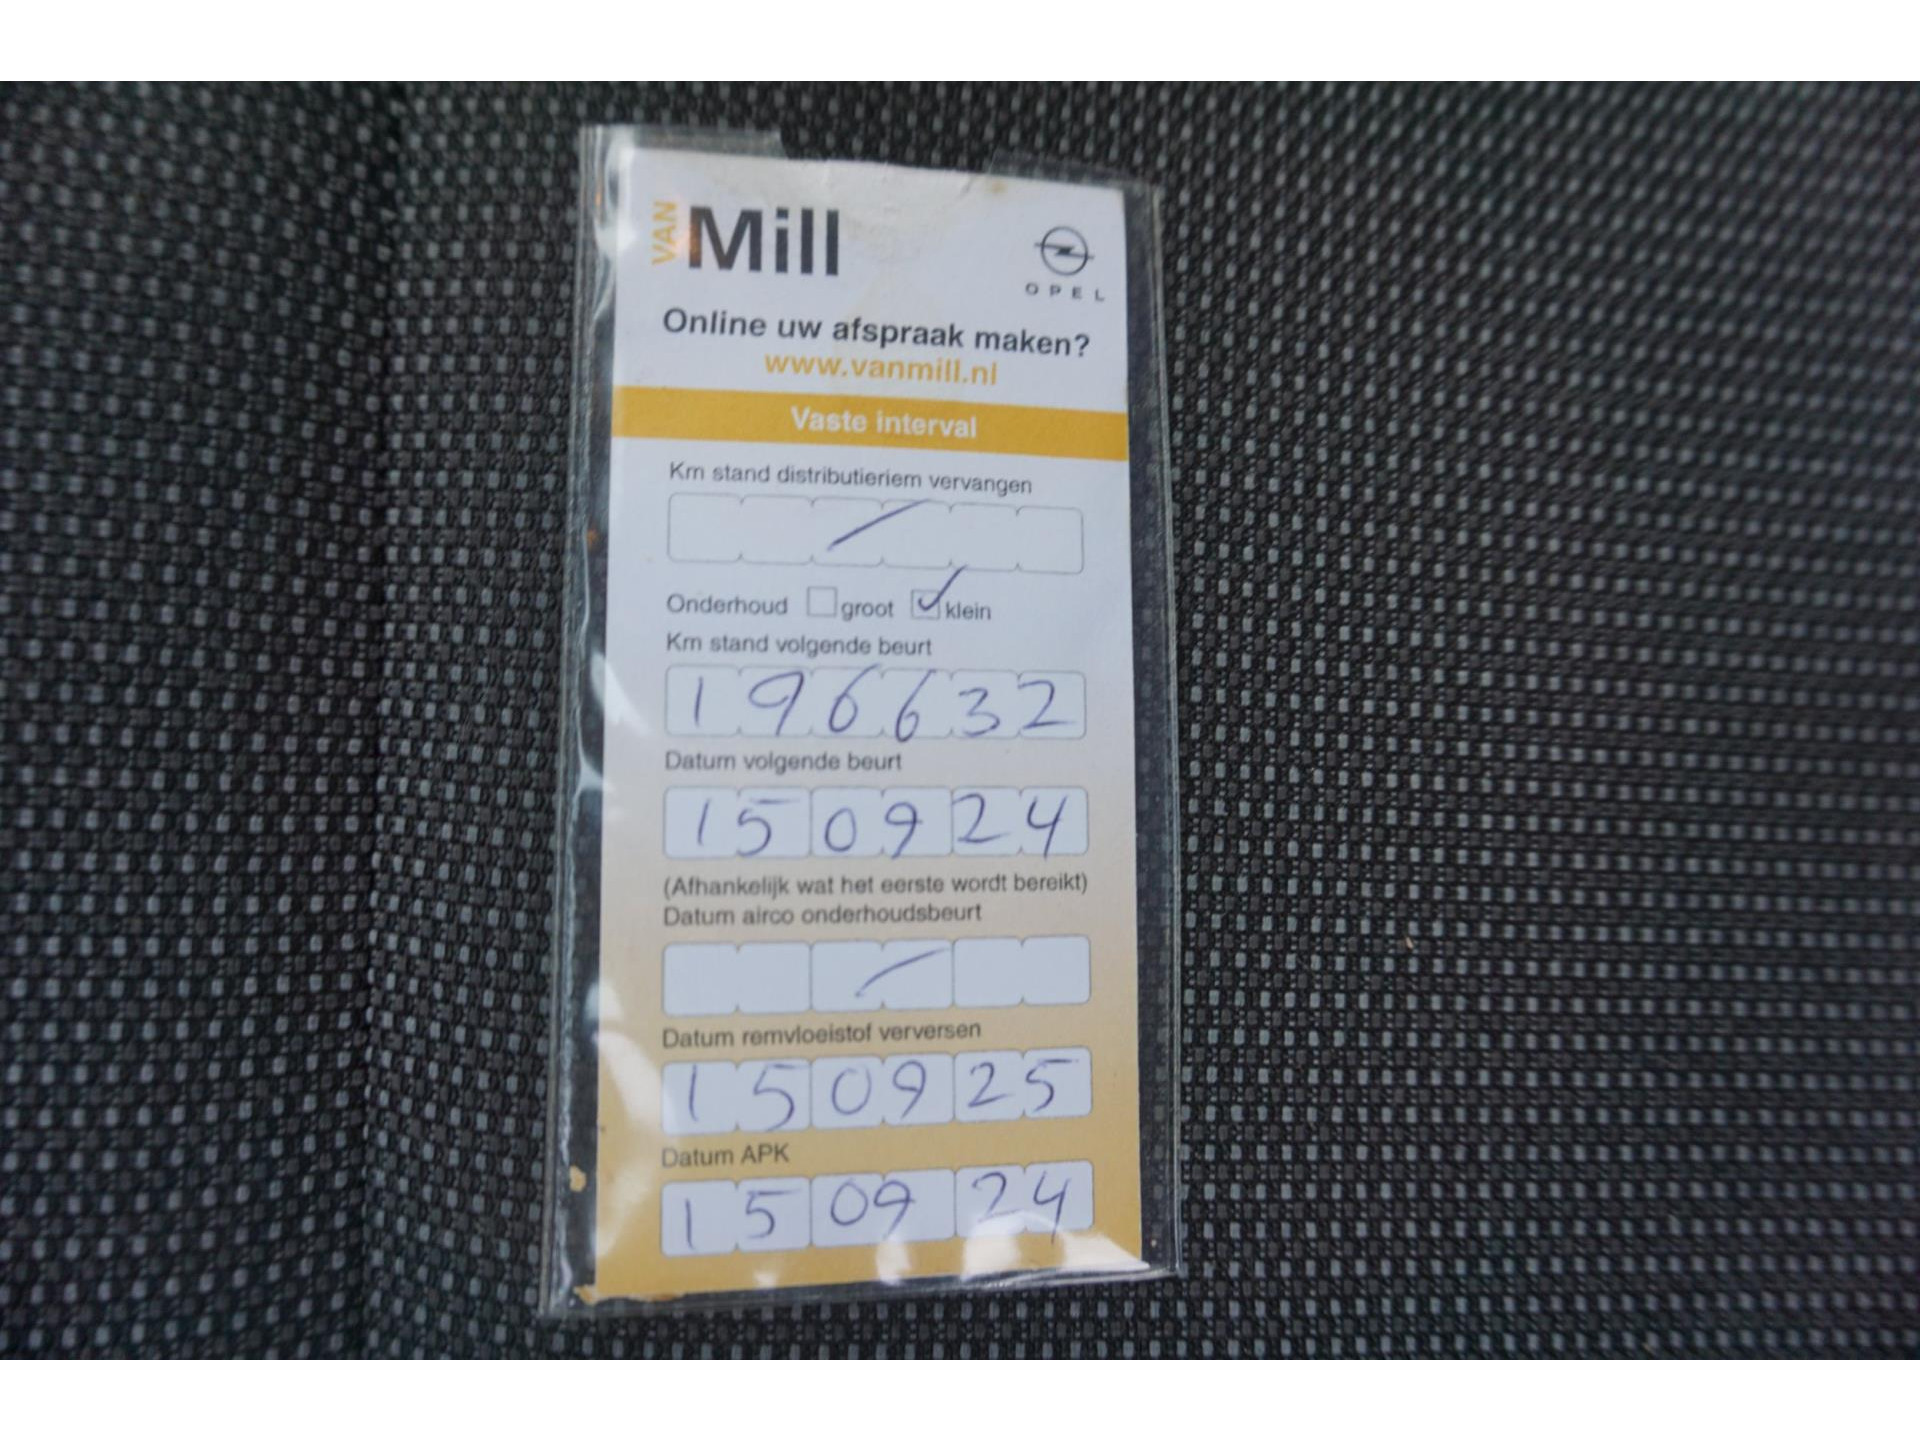 VAN Mill
OPEL
Online uw afspraak maken?
www.vanmill.nl
Vaste interval
Km stand distributieriem vervangen
Onderhoud groot klein
Km stand volgende beurt
196632
Datum volgende beurt
150924
(Afhankelijk wat het eerste wordt bereikt)
Datum airco onderhoudsbeurt
Datum remvloeistof verversen
150925
Datum APK
150924